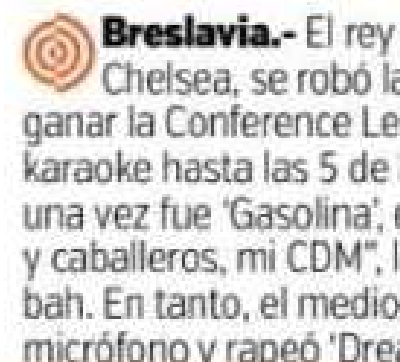 Breslavia.- El rey
Chelsea, se robó la
ganar la Conference Le
karaoke hasta las 5 de
una vez fue 'Gasolina',
y caballeros, mi CDM",
bah. En tanto, el medio
micrófono y rapeó 'Drea